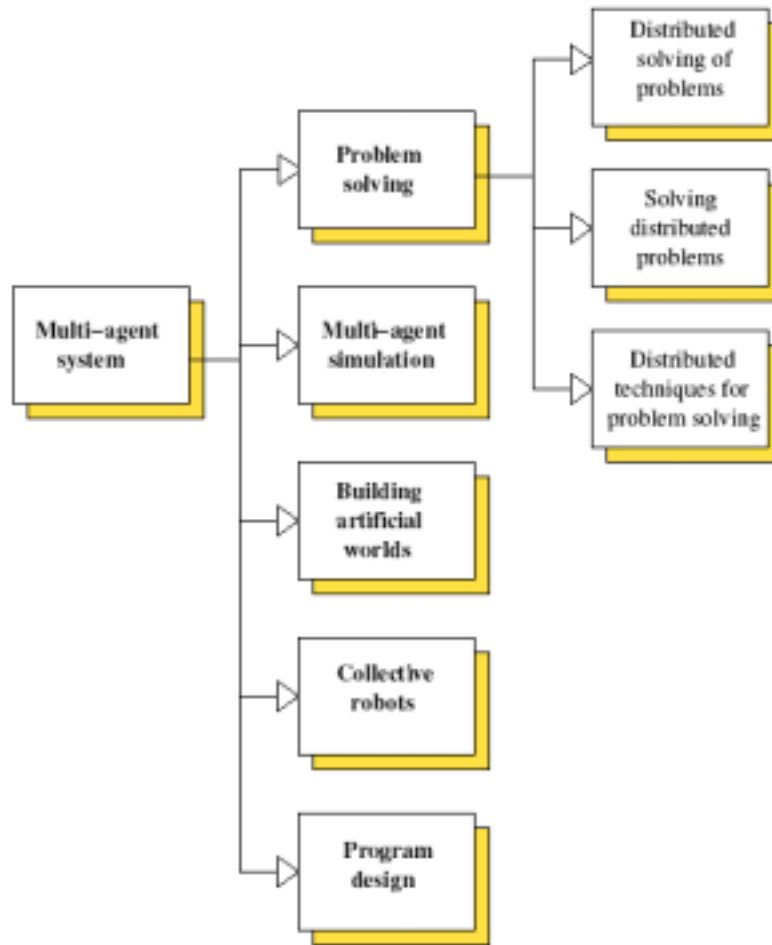 Distributed
solving of
problems
Problem
solving
Solving
distributed
problems
Multi-agent
system
Multi-agent
simulation
Distributed
techniques for
problem solving
Building
artificial
worlds
Collective
robots
Program
design